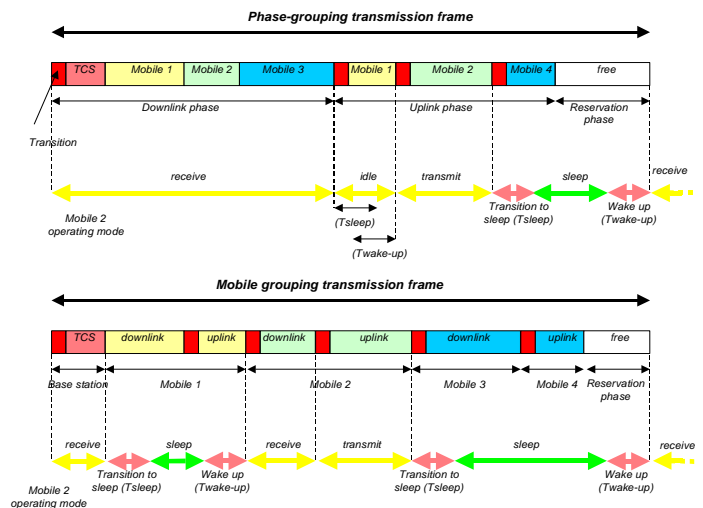 Phase-grouping transmission frame
TCS Mobile 1 Mobile 2 Mobile 3 Mobile 1 Mobile 2 Mobile 4 free
Downlink phase Uplink phase Reservation
phase
Transition
receive idle transmit sleep receive
Mobile 2
operating mode
(Tsleep)
(Twake-up)
Transition to
sleep (Tsleep)
Wake up
(Twake-up)
Mobile grouping transmission frame
TCS downlink uplink downlink uplink downlink uplink free
Base station Mobile 1 Mobile 2 Mobile 3 Mobile 4 Reservation
phase
receive sleep receive transmit sleep receive
Mobile 2
operating mode
Transition to
sleep (Tsleep)
Wake up
(Twake-up)
Transition to
sleep (Tsleep)
Wake up
(Twake-up)